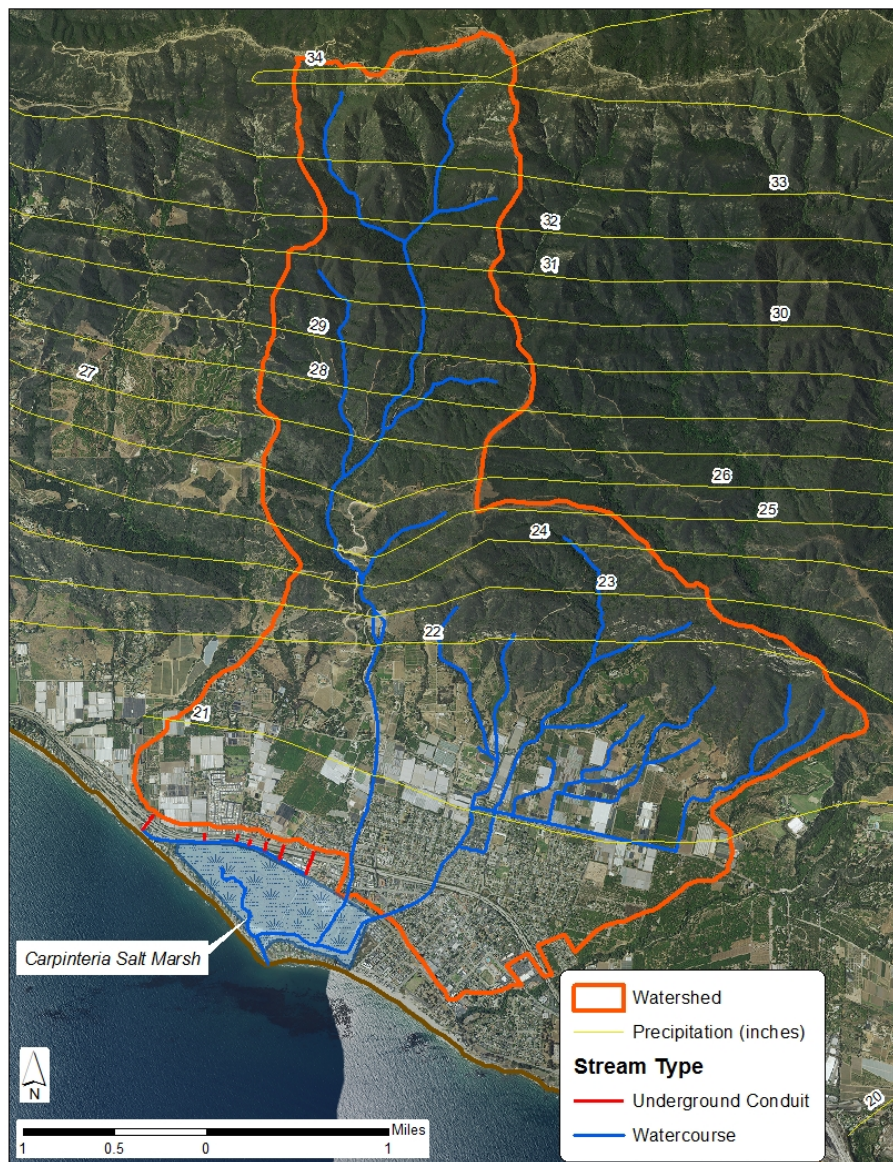 34
33
32
31
30
29
28
27
26
25
24
23
22
21
Carpinteria Salt Marsh
Watershed
Precipitation (inches)
Stream Type
Underground Conduit
Watercourse
N
Miles
1 0.5 0 1
20